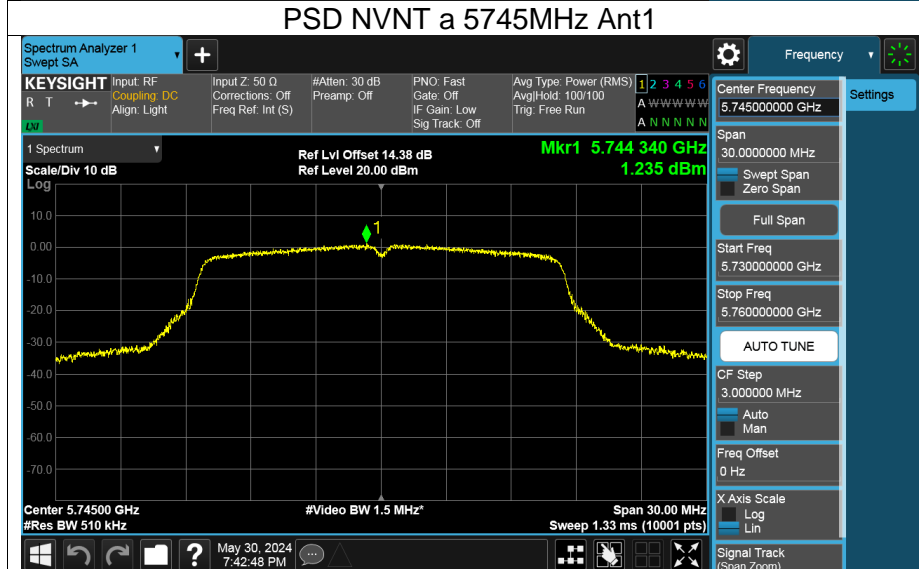 PSD NVNT a 5745MHz Ant1
Spectrum Analyzer 1
Swept SA
+
Frequency
KEYSIGHT
R T
LXI
Input: RF
Coupling: DC
Align: Light
Input Z: 50 Ω
Corrections: Off
Freq Ref: Int (S)
#Atten: 30 dB
Preamp: Off
PNO: Fast
Gate: Off
IF Gain: Low
Sig Track: Off
Avg Type: Power (RMS)
Avg|Hold: 100/100
Trig: Free Run
1 2 3 4 5 6
A W W W W W
A N N N N N
1 Spectrum
Scale/Div 10 dB
Log
Ref Lvl Offset 14.38 dB
Ref Level 20.00 dBm
Mkr1 5.744 340 GHz
1.235 dBm
10.0
0.00
-10.0
-20.0
-30.0
-40.0
-50.0
-60.0
-70.0
1
Center 5.74500 GHz
#Res BW 510 kHz
#Video BW 1.5 MHz*
Span 30.00 MHz
Sweep 1.33 ms (10001 pts)
?
May 30, 2024
7:42:48 PM
Center Frequency
5.745000000 GHz
Settings
Span
30.0000000 MHz
Swept Span
Zero Span
Full Span
Start Freq
5.730000000 GHz
Stop Freq
5.760000000 GHz
AUTO TUNE
CF Step
3.000000 MHz
Auto
Man
Freq Offset
0 Hz
X Axis Scale
Log
Lin
Signal Track
(Span Zoom)